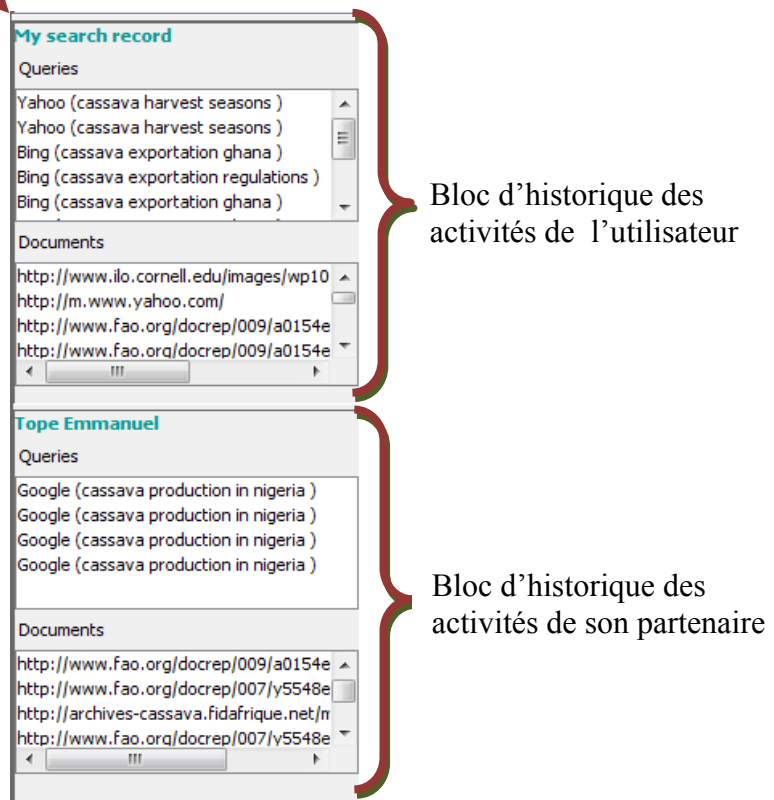 My search record
Queries
Yahoo (cassava harvest seasons )
Yahoo (cassava harvest seasons )
Bing (cassava exportation ghana )
Bing (cassava exportation regulations )
Bing (cassava exportation ghana )
Documents
http://www.ilo.cornell.edu/images/wp10
http://m.www.yahoo.com/
http://www.fao.org/docrep/009/a0154e
http://www.fao.org/docrep/009/a0154e
Bloc d’historique des
activités de l’utilisateur
Tope Emmanuel
Queries
Google (cassava production in nigeria )
Google (cassava production in nigeria )
Google (cassava production in nigeria )
Google (cassava production in nigeria )
Documents
http://www.fao.org/docrep/009/a0154e
http://www.fao.org/docrep/007/y5548e
http://archives-cassava.fidafrique.net/m
http://www.fao.org/docrep/007/y5548e
Bloc d’historique des
activités de son partenaire